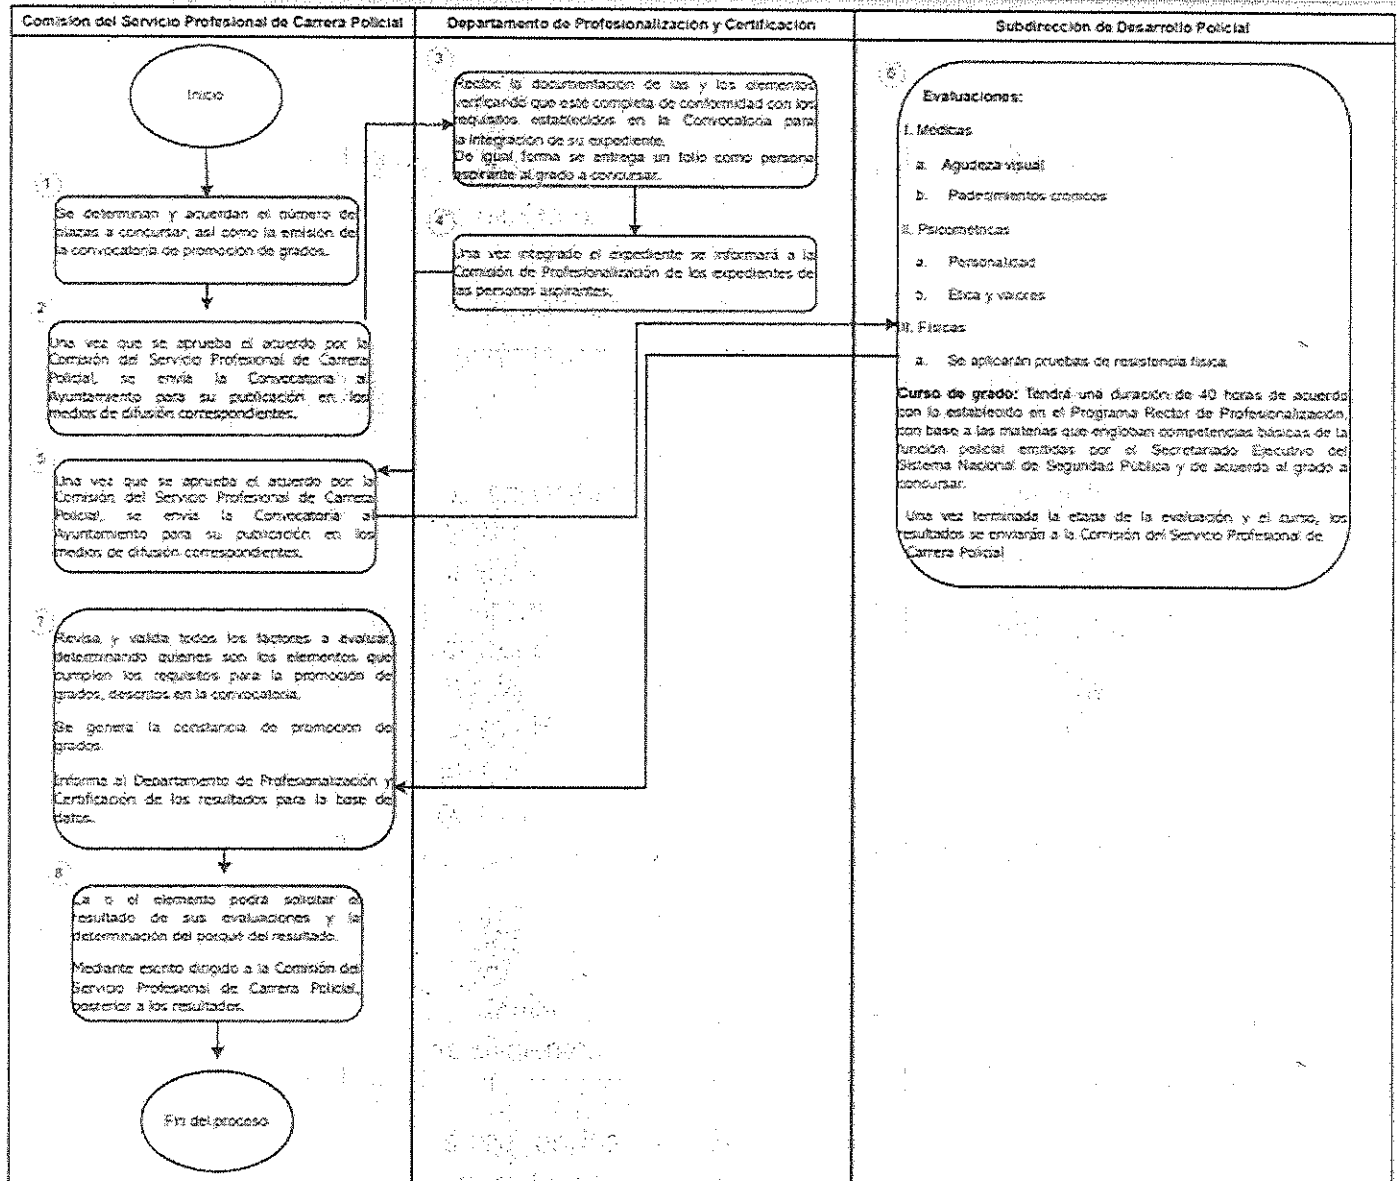 Comisión del Servicio Profesional de Carrera Policial
Departamento de Profesionalización y Certificación
Subdirección de Desarrollo Policial
Inicio
1
Se determinan y acuerdan el número de
plazas a concursar, así como la emisión de
la convocatoria de promoción de grados.
2
Una vez que se aprueba el acuerdo por la
Comisión del Servicio Profesional de Carrera
Policial, se envía la Convocatoria al
Ayuntamiento para su publicación en los
medios de difusión correspondientes.
3
Recibe la documentación de las y los elementos
verificando que esté completa de conformidad con los
requisitos establecidos en la Convocatoria para
la integración de su expediente.
De igual forma se entrega un folio como persona
aspirante al grado a concursar.
4
Una vez integrado el expediente se informará a la
Comisión de Profesionalización de los expedientes de
las personas aspirantes.
5
Una vez que se aprueba el acuerdo por la
Comisión del Servicio Profesional de Carrera
Policial, se envía la Convocatoria al
Ayuntamiento para su publicación en los
medios de difusión correspondientes.
6
Evaluaciones:
I. Médicas
a. Agudeza visual
b. Padecimientos crónicos
II. Psicométricas
a. Personalidad
b. Ética y valores
III. Físicas
a. Se aplicarán pruebas de resistencia física.
Curso de grado: Tendrá una duración de 40 horas de acuerdo
con lo establecido en el Programa Rector de Profesionalización,
con base a las materias que engloban competencias básicas de la
función policial emitidas por el Secretariado Ejecutivo del
Sistema Nacional de Seguridad Pública y de acuerdo al grado a
concursar.
Una vez terminada la etapa de la evaluación y el curso, los
resultados se enviarán a la Comisión del Servicio Profesional de
Carrera Policial
7
Revisa y valida todos los factores a evaluar,
determinando quienes son los elementos que
cumplen los requisitos para la promoción de
grados, descritos en la convocatoria.
Se genera la constancia de promoción de
grados.
Informa al Departamento de Profesionalización y
Certificación de los resultados para la base de
datos.
8
La o el elemento podrá solicitar el
resultado de sus evaluaciones y la
determinación del porqué del resultado.
Mediante escrito dirigido a la Comisión del
Servicio Profesional de Carrera Policial,
posterior a los resultados.
Fin del proceso